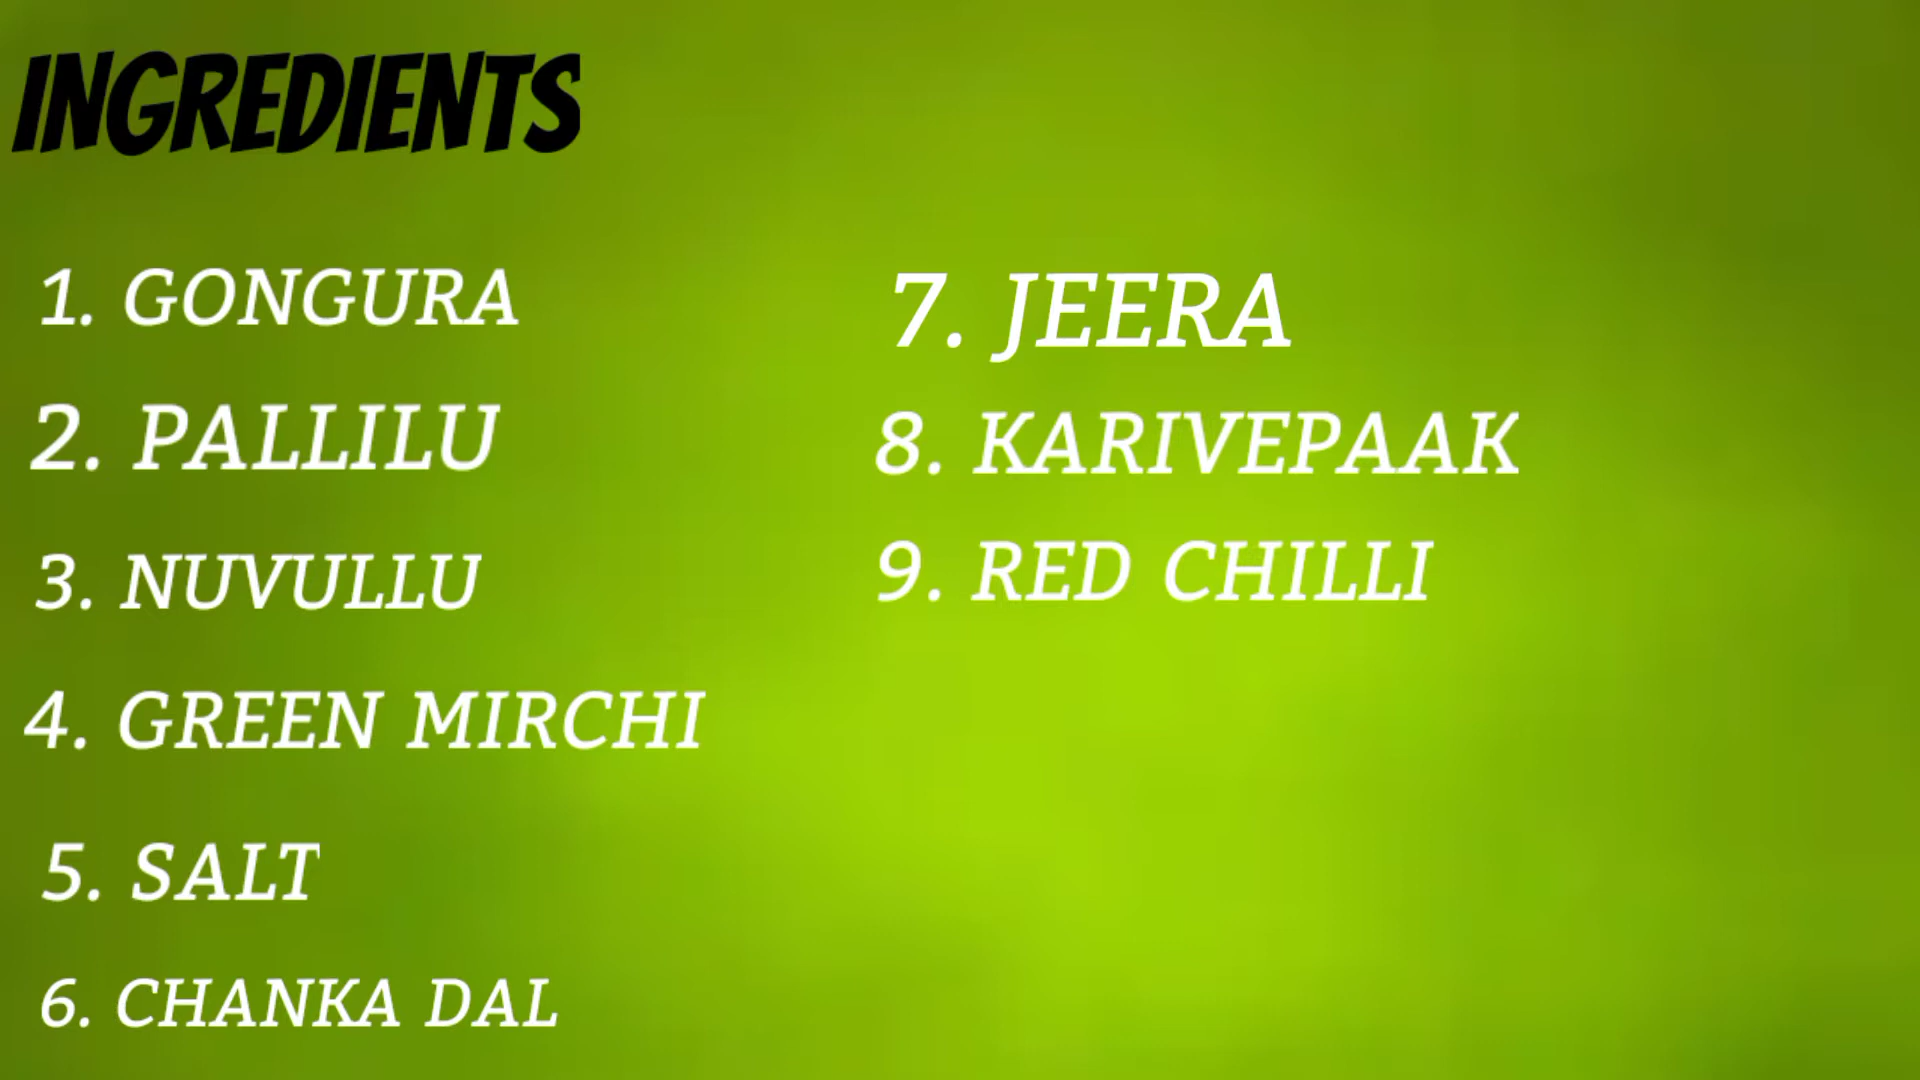 INGREDIENTS
1. GONGURA
2. PALLILU
3. NUVULLU
4. GREEN MIRCHI
5. SALT
6. CHANKA DAL
7. JEERA
8. KARIVEPAAK
9. RED CHILLI